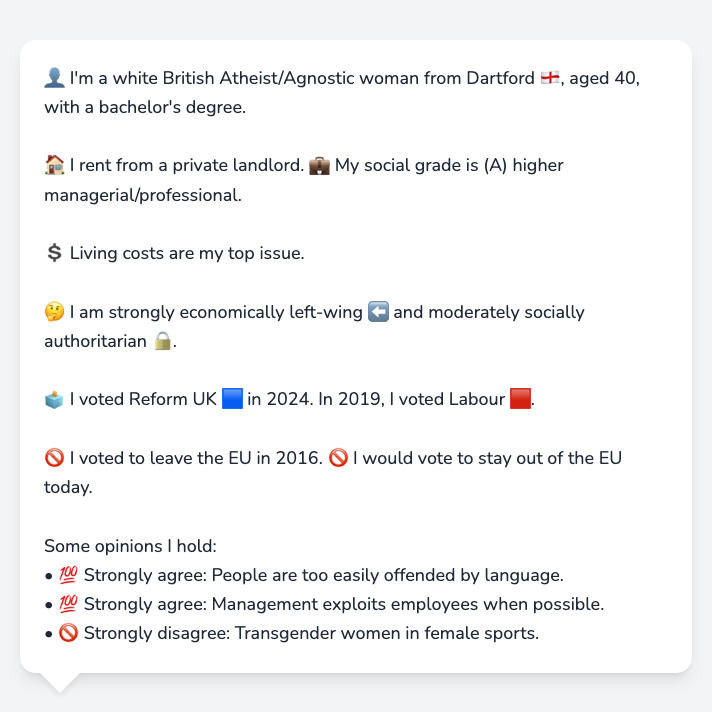 👤 I'm a white British Atheist/Agnostic woman from Dartford 🏴󠁧󠁢󠁥󠁮󠁧󠁿, aged 40,
with a bachelor's degree.
🏠 I rent from a private landlord. 💼 My social grade is (A) higher
managerial/professional.
💲 Living costs are my top issue.
🤔 I am strongly economically left-wing ⬅️ and moderately socially
authoritarian 🔒.
🗳️ I voted Reform UK 🟦 in 2024. In 2019, I voted Labour 🟥.
🚫 I voted to leave the EU in 2016. 🚫 I would vote to stay out of the EU
today.
Some opinions I hold:
• 💯 Strongly agree: People are too easily offended by language.
• 💯 Strongly agree: Management exploits employees when possible.
• 🚫 Strongly disagree: Transgender women in female sports.